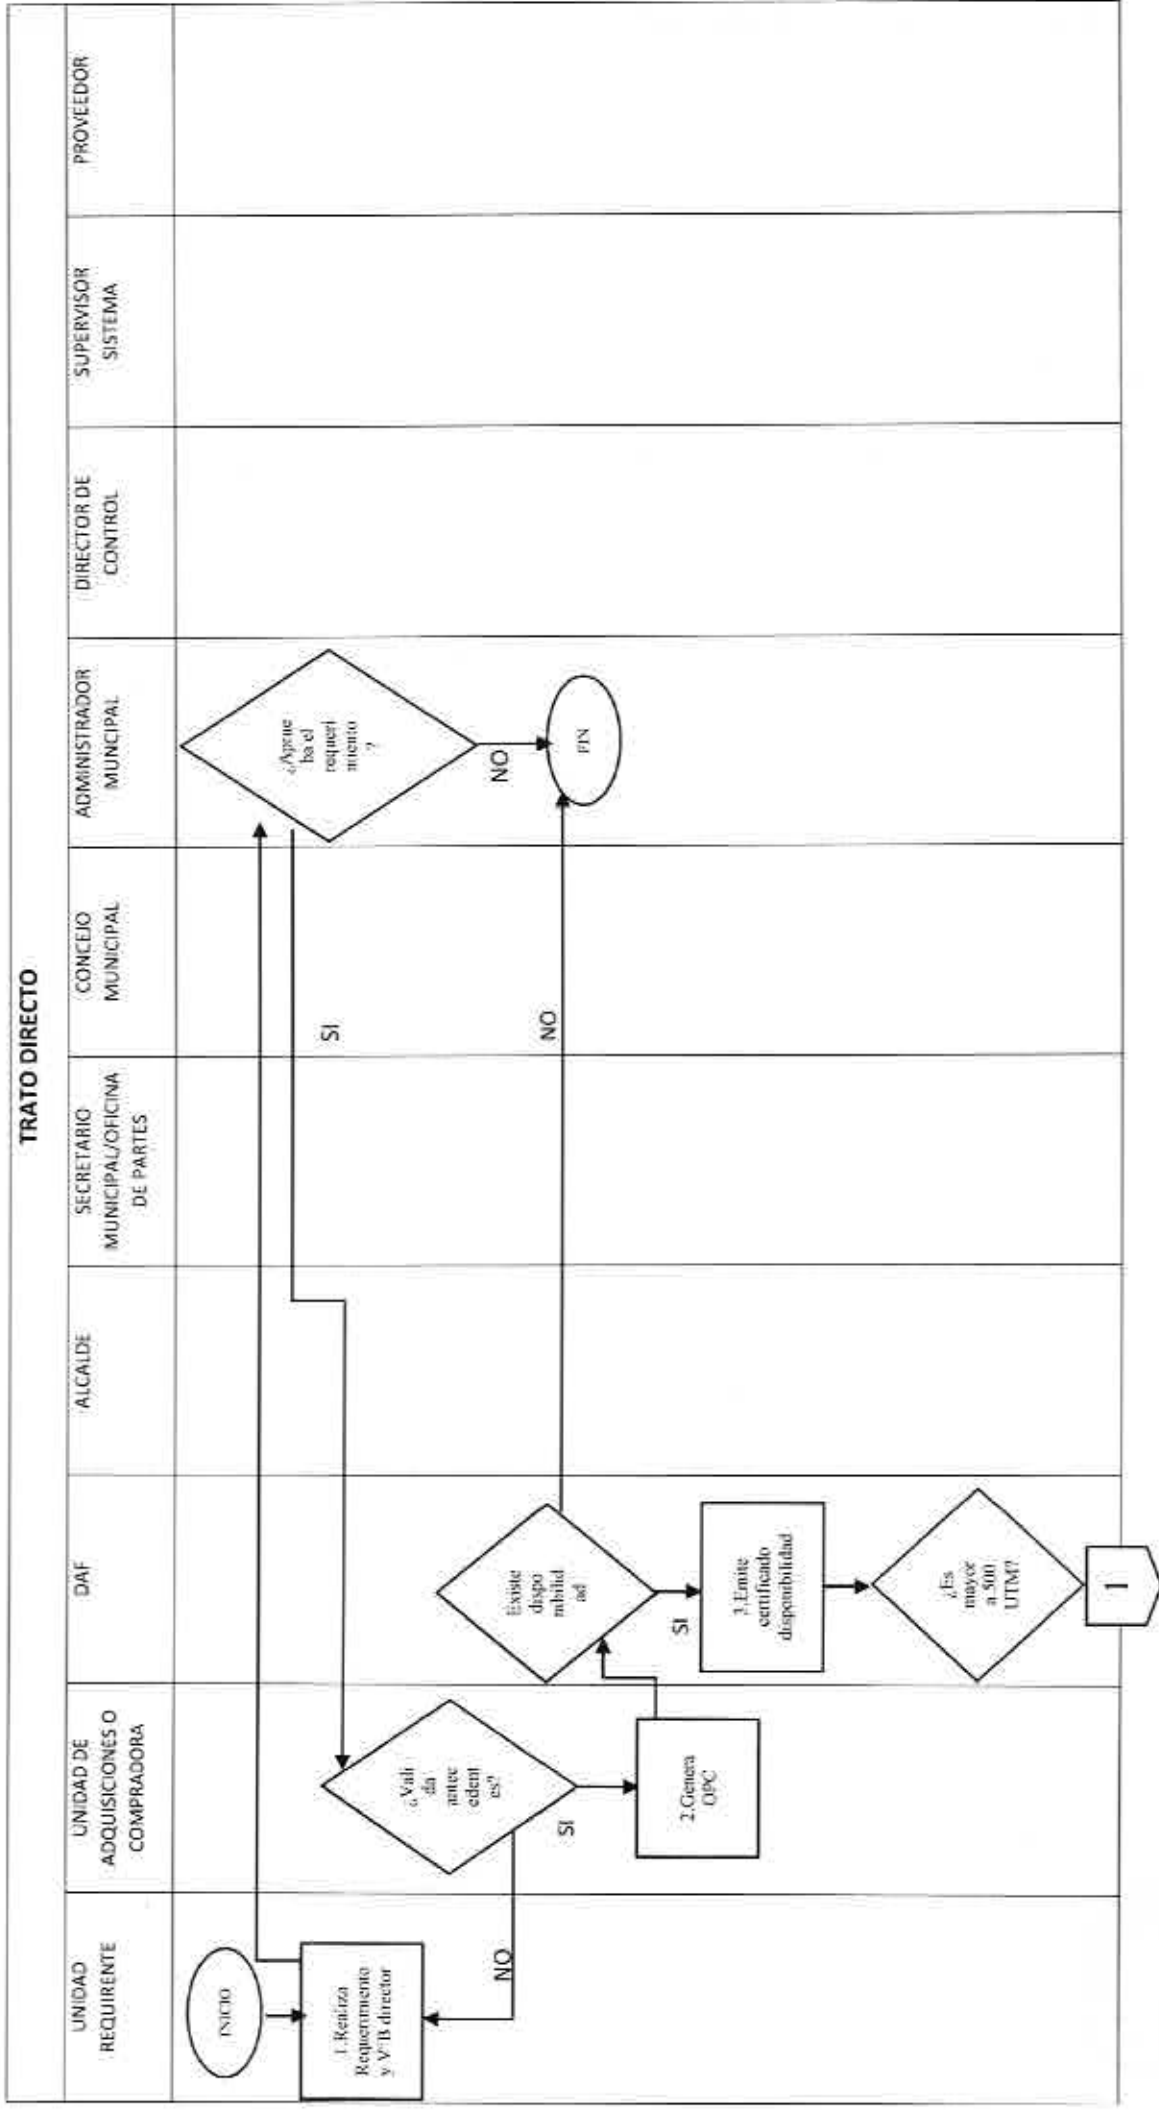 TRATO DIRECTO
UNIDAD
REQUIRENTE
UNIDAD DE
ADQUISICIONES O
COMPRADORA
DAF
ALCALDE
SECRETARIO
MUNICIPAL/OFICINA
DE PARTES
CONCEJO
MUNICIPAL
ADMINISTRADOR
MUNCIPAL
DIRECTOR DE
CONTROL
SUPERVISOR
SISTEMA
PROVEEDOR
INICIO
1.Realiza
Requerimiento
y V°B director
¿Aprue
ba el
requeri
miento
?
SI
NO
FIN
¿Vali
da
antec
edent
es?
NO
SI
2.Genera
OPC
Existe
dispo
nibilid
ad
NO
SI
3.Emite
certificado
disponibilidad
¿Es
mayor
a 500
UTM?
1